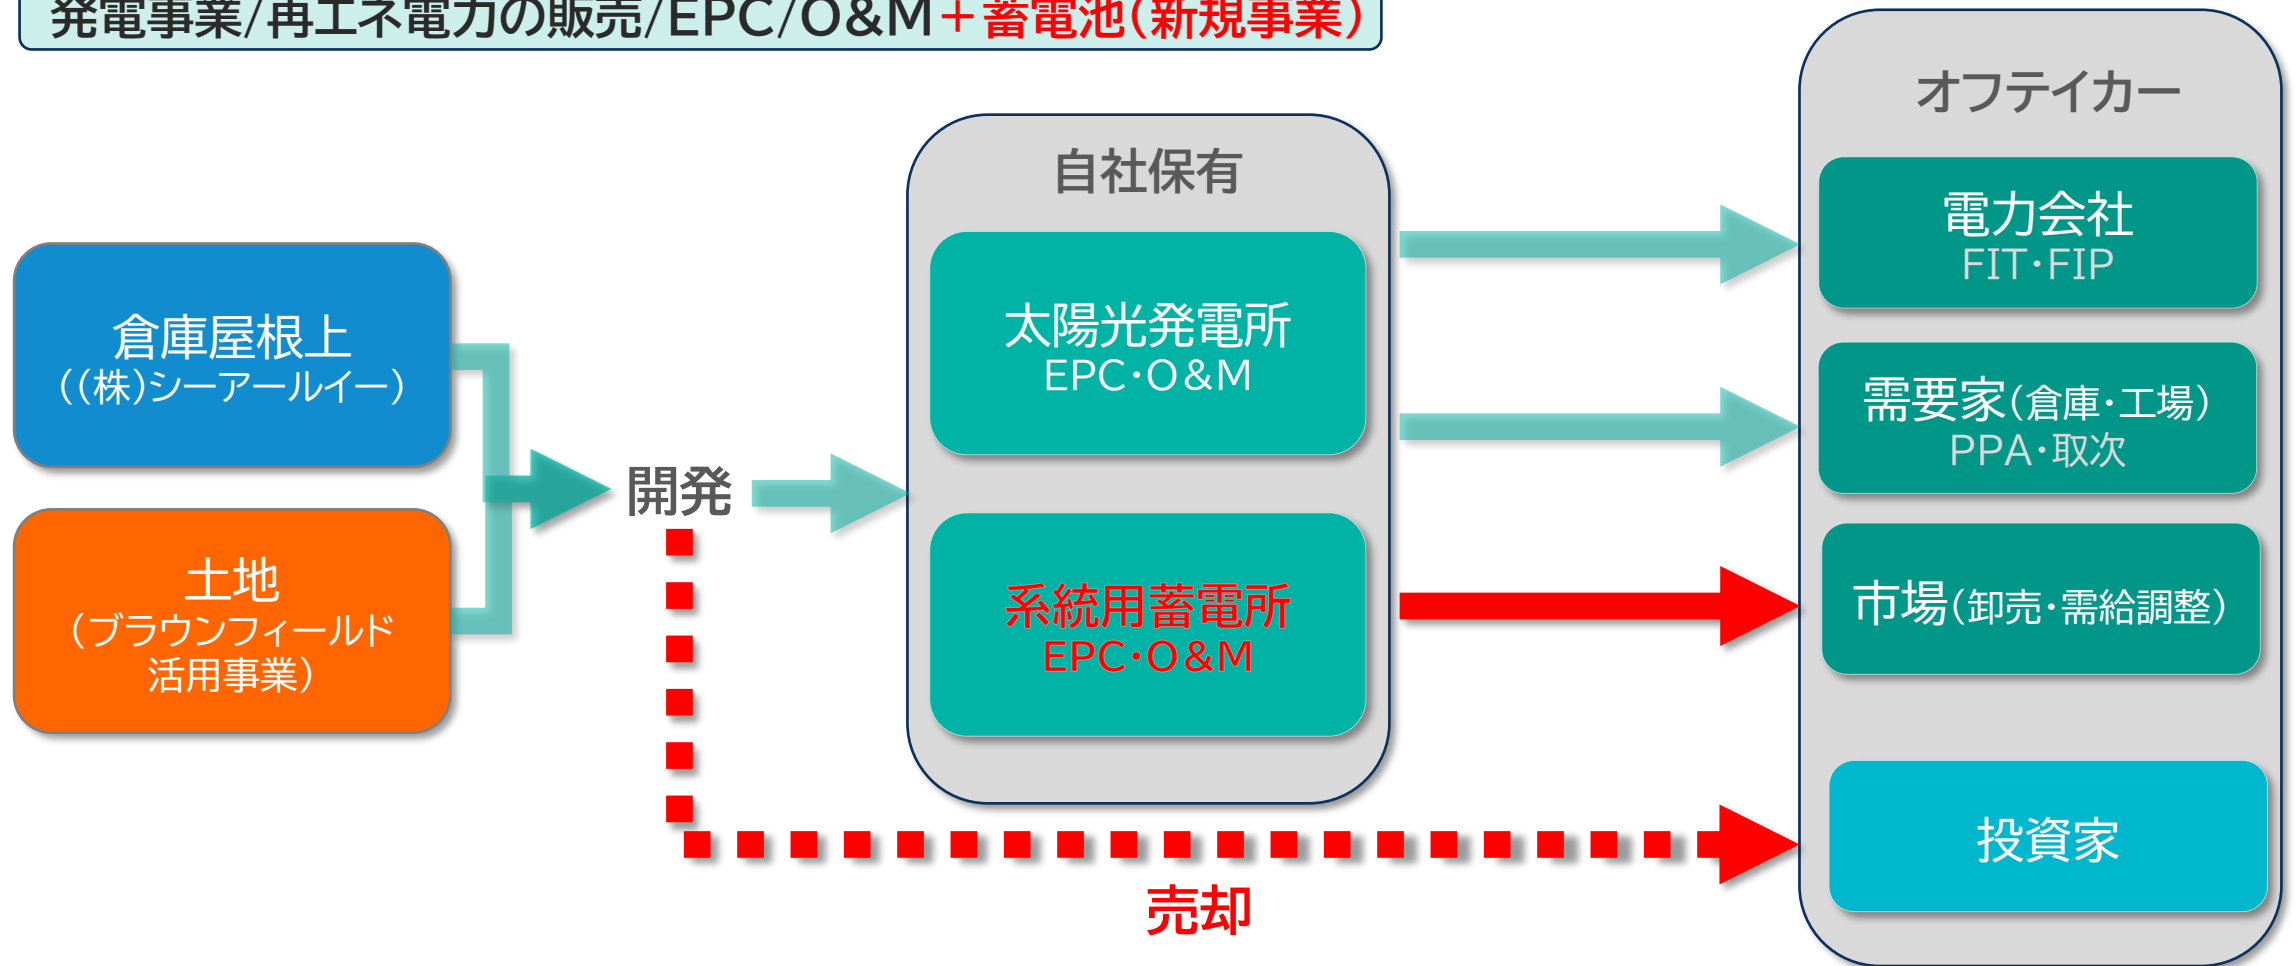 発電事業/再エネ電力の販売/EPC/O&M＋蓄電池(新規事業)
オフテイカー
自社保有
電力会社
FIT・FIP
倉庫屋根上
((株)シーアールイー)
太陽光発電所
EPC・O&M
需要家(倉庫・工場)
PPA・取次
開発
土地
(ブラウンフィールド
活用事業)
系統用蓄電所
EPC・O&M
市場(卸売・需給調整)
投資家
売却